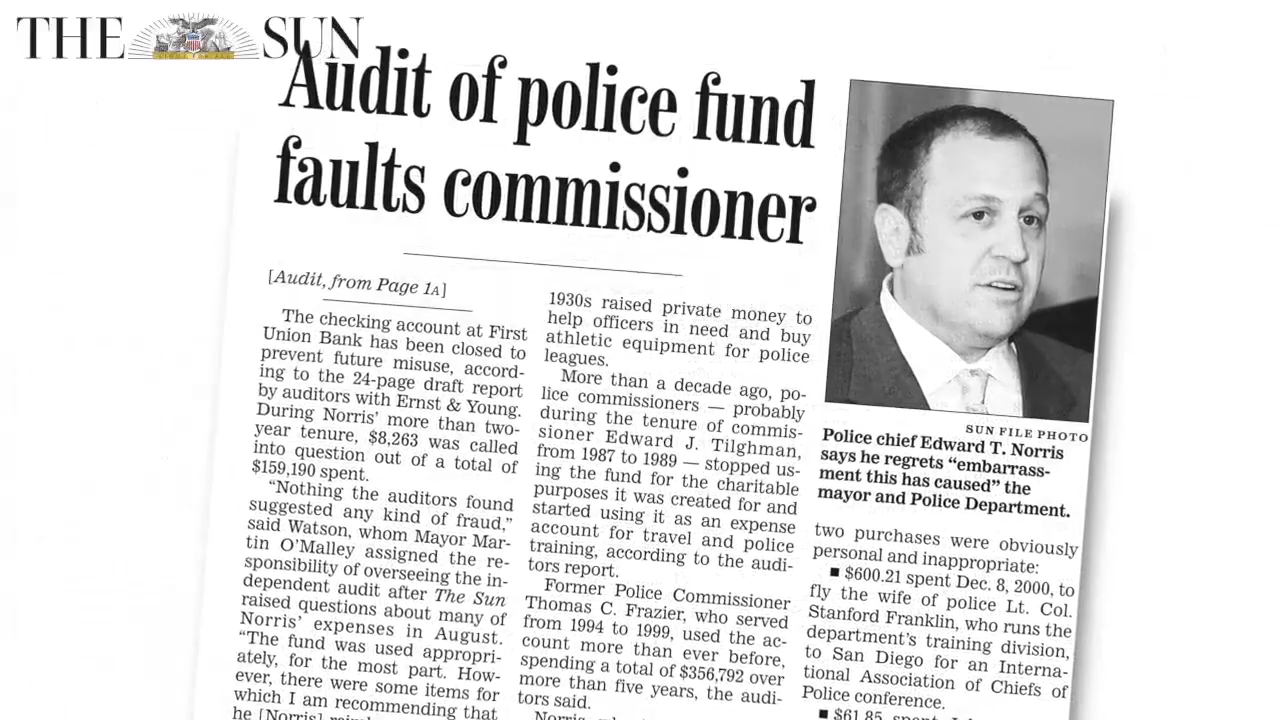 THE SUN
Audit of police fund
faults commissioner
[Audit, from Page 1A]
The checking account at First
Union Bank has been closed to
prevent future misuse, accord-
ing to the 24-page draft report
by auditors with Ernst & Young.
During Norris' more than two-
year tenure, $8,263 was called
into question out of a total of
$159,190 spent.
"Nothing the auditors found
suggested any kind of fraud,"
said Watson, whom Mayor Mar-
tin O'Malley assigned the re-
sponsibility of overseeing the in-
dependent audit after The Sun
raised questions about many of
Norris' expenses in August.
"The fund was used appropri-
ately, for the most part. How-
ever, there were some items for
which I am recommending that
he [Norris]
1930s raised private money to
help officers in need and buy
athletic equipment for police
leagues.
More than a decade ago, po-
lice commissioners — probably
during the tenure of commis-
sioner Edward J. Tilghman,
from 1987 to 1989 — stopped us-
ing the fund for the charitable
purposes it was created for and
started using it as an expense
account for travel and police
training, according to the audi-
tors report.
Former Police Commissioner
Thomas C. Frazier, who served
from 1994 to 1999, used the ac-
count more than ever before,
spending a total of $356,792 over
more than five years, the audi-
tors said.
SUN FILE PHOTO
Police chief Edward T. Norris
says he regrets "embarrass-
ment this has caused" the
mayor and Police Department.
two purchases were obviously
personal and inappropriate:
■ $600.21 spent Dec. 8, 2000, to
fly the wife of police Lt. Col.
Stanford Franklin, who runs the
department's training division,
to San Diego for an Interna-
tional Association of Chiefs of
Police conference.
■ $61.85